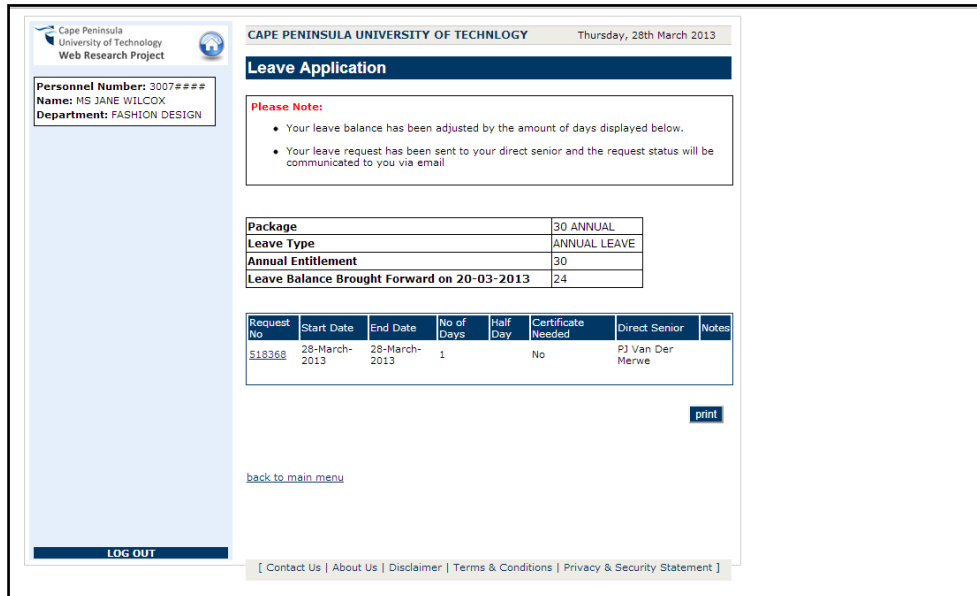 Cape Peninsula
University of Technology
Web Research Project
Personnel Number: 3007####
Name: MS JANE WILCOX
Department: FASHION DESIGN
LOG OUT
CAPE PENINSULA UNIVERSITY OF TECHNLOGY Thursday, 28th March 2013
Leave Application
Please Note:
• Your leave balance has been adjusted by the amount of days displayed below.
• Your leave request has been sent to your direct senior and the request status will be
communicated to you via email
Package 30 ANNUAL
Leave Type ANNUAL LEAVE
Annual Entitlement 30
Leave Balance Brought Forward on 20-03-2013 24
Request No Start Date End Date No of Days Half Day Certificate Needed Direct Senior Notes
518368 28-March-2013 28-March-2013 1 No PJ Van Der Merwe
print
back to main menu
[ Contact Us | About Us | Disclaimer | Terms & Conditions | Privacy & Security Statement ]